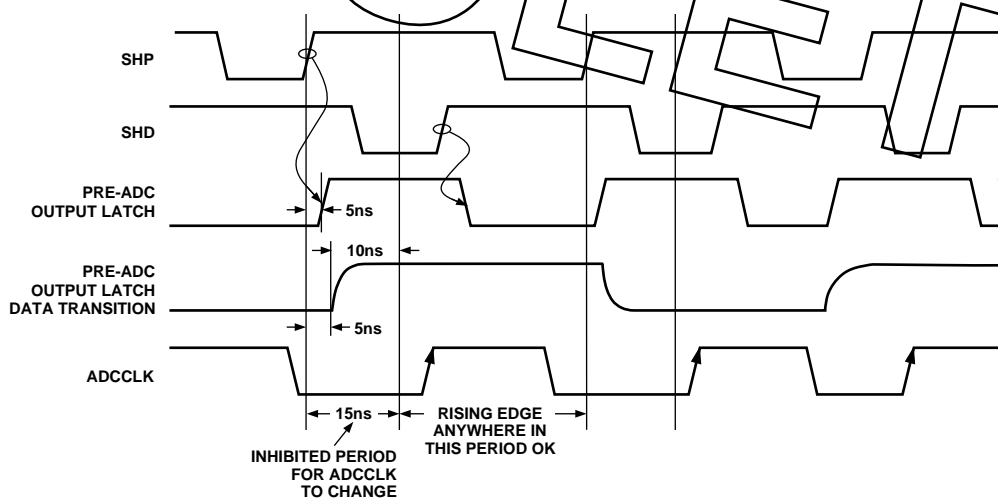 SHP
SHD
PRE-ADC
OUTPUT LATCH
5ns
10ns
PRE-ADC
OUTPUT LATCH
DATA TRANSITION
5ns
ADCCLK
15ns
RISING EDGE
ANYWHERE IN
THIS PERIOD OK
INHIBITED PERIOD
FOR ADCCLK
TO CHANGE